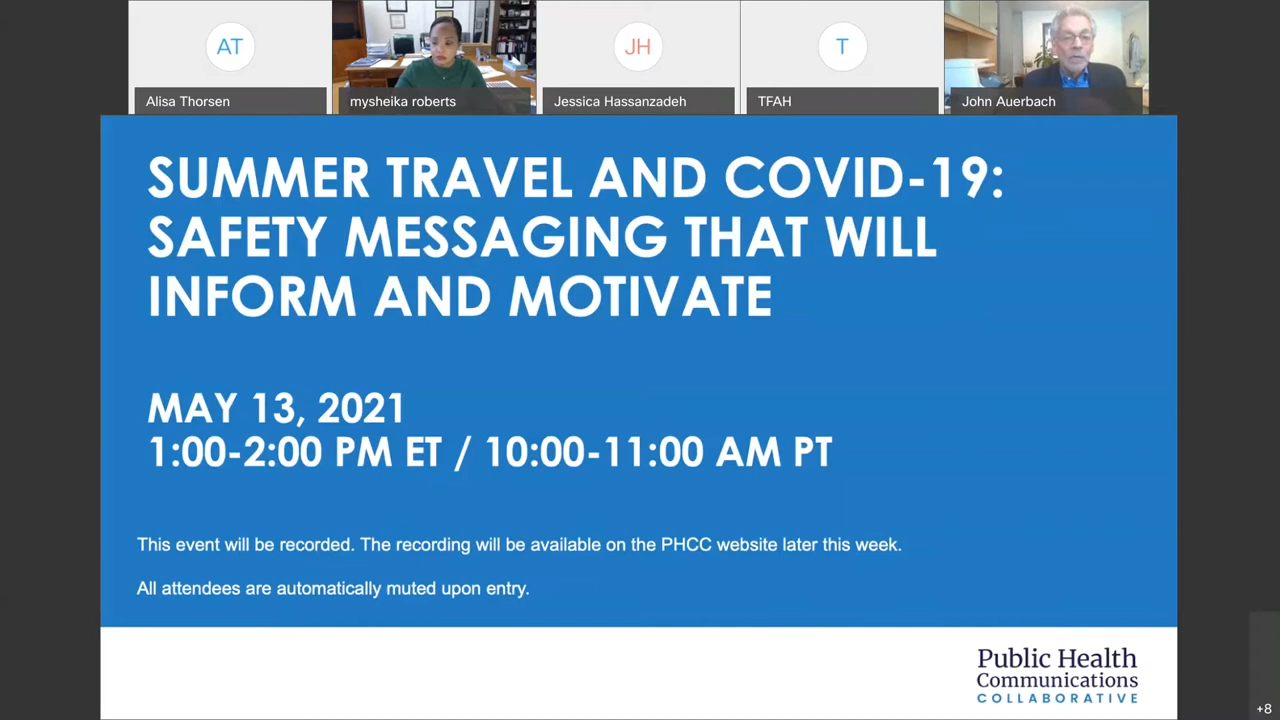 AT
Alisa Thorsen
mysheika roberts
JH
Jessica Hassanzadeh
T
TFAH
John Auerbach
SUMMER TRAVEL AND COVID-19:
SAFETY MESSAGING THAT WILL
INFORM AND MOTIVATE
MAY 13, 2021
1:00-2:00 PM ET / 10:00-11:00 AM PT
This event will be recorded. The recording will be available on the PHCC website later this week.
All attendees are automatically muted upon entry.
Public Health
Communications
COLLABORATIVE
+8